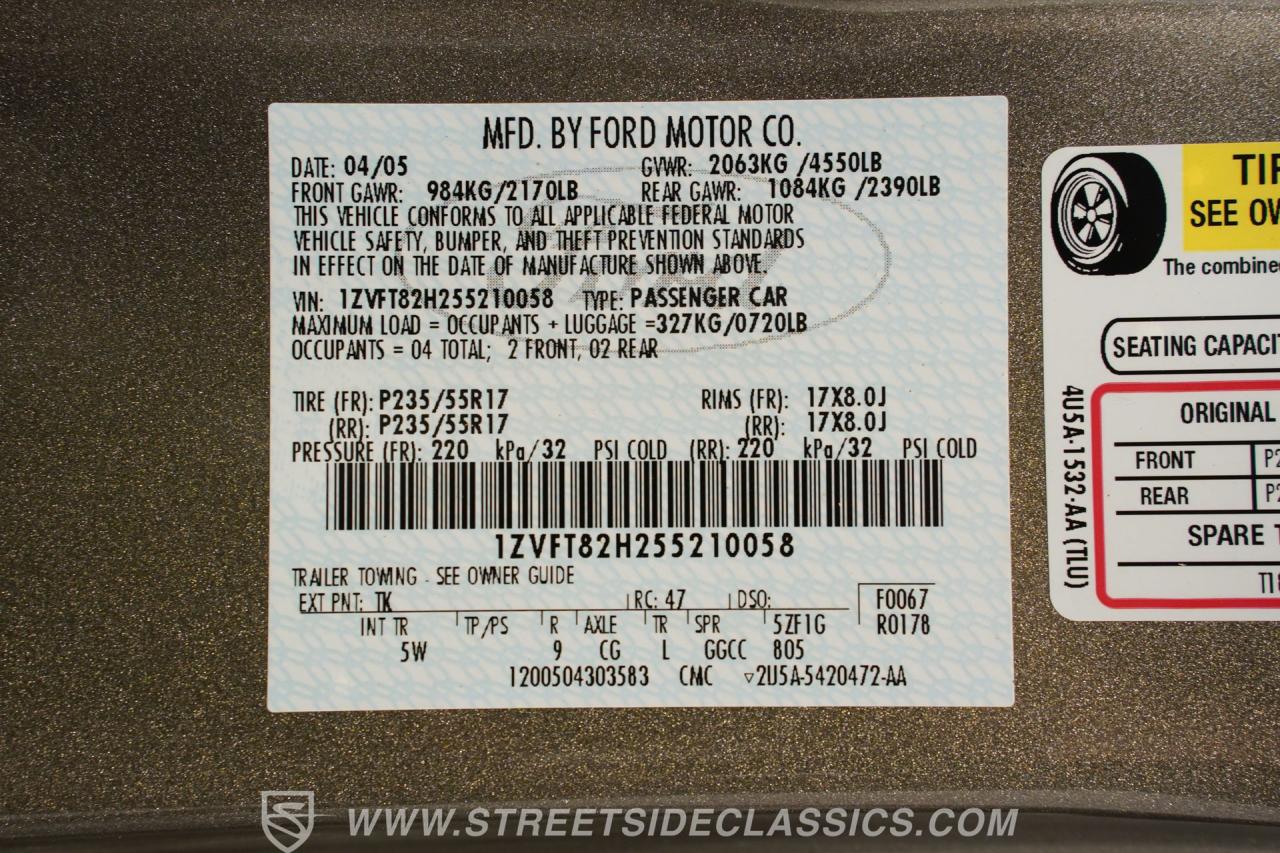 MFD. BY FORD MOTOR CO.
DATE: 04/05 GVWR: 2063KG /4550LB
FRONT GAWR: 984KG/2170LB REAR GAWR: 1084KG /2390LB
THIS VEHICLE CONFORMS TO ALL APPLICABLE FEDERAL MOTOR
VEHICLE SAFETY, BUMPER, AND THEFT PREVENTION STANDARDS
IN EFFECT ON THE DATE OF MANUFACTURE SHOWN ABOVE.
VIN: 1ZVFT82H255210058 TYPE: PASSENGER CAR
MAXIMUM LOAD = OCCUPANTS + LUGGAGE =327KG/0720LB
OCCUPANTS = 04 TOTAL; 2 FRONT, 02 REAR
TIRE (FR): P235/55R17 RIMS (FR): 17X8.0J
(RR): P235/55R17 (RR): 17X8.0J
PRESSURE (FR): 220 kPa/32 PSI COLD (RR): 220 kPa/32 PSI COLD
1ZVFT82H255210058
TRAILER TOWING - SEE OWNER GUIDE
EXT PNT: TK RC: 47 DSO: F0067
INT TR TP/PS R AXLE TR SPR 5ZF1G R0178
5W 9 CG L GGCC 805
1200504303583 CMC ▿2U5A-5420472-AA
TIR
SEE OW
The combine
SEATING CAPACIT
ORIGINAL
FRONT P2
REAR P2
SPARE T
TI
4U5A-1532-AA (TLU)
WWW.STREETSIDECLASSICS.COM